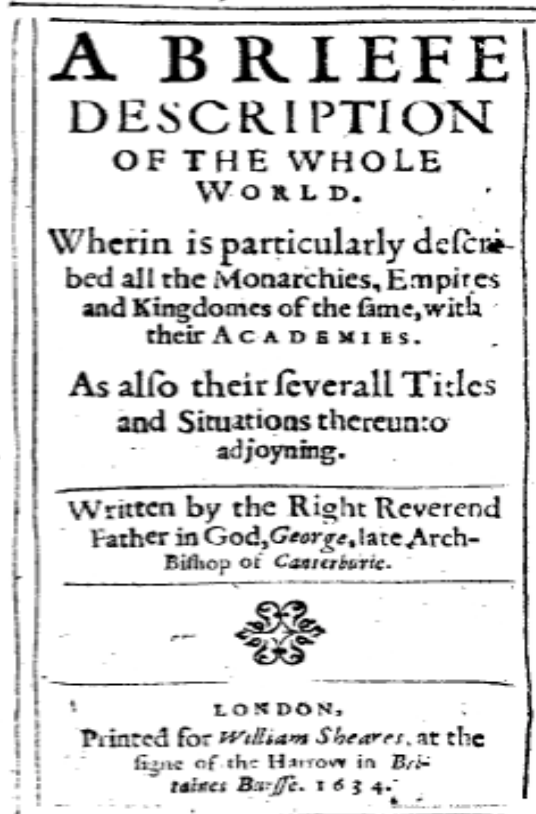 A BRIEFE
DESCRIPTION
OF THE WHOLE
WORLD.
Wherin is particularly deſcri-
bed all the Monarchies, Empires
and Kingdomes of the ſame, with
their ACADEMIES.
As alſo their ſeverall Titles
and Situations thereunto
adjoyning.
Written by the Right Reverend
Father in God, George, late Arch-
Biſhop of Canterburie.
LONDON,
Printed for William Sheares, at the
ſigne of the Harrow in Bri-
taines Burſſe. 1634.